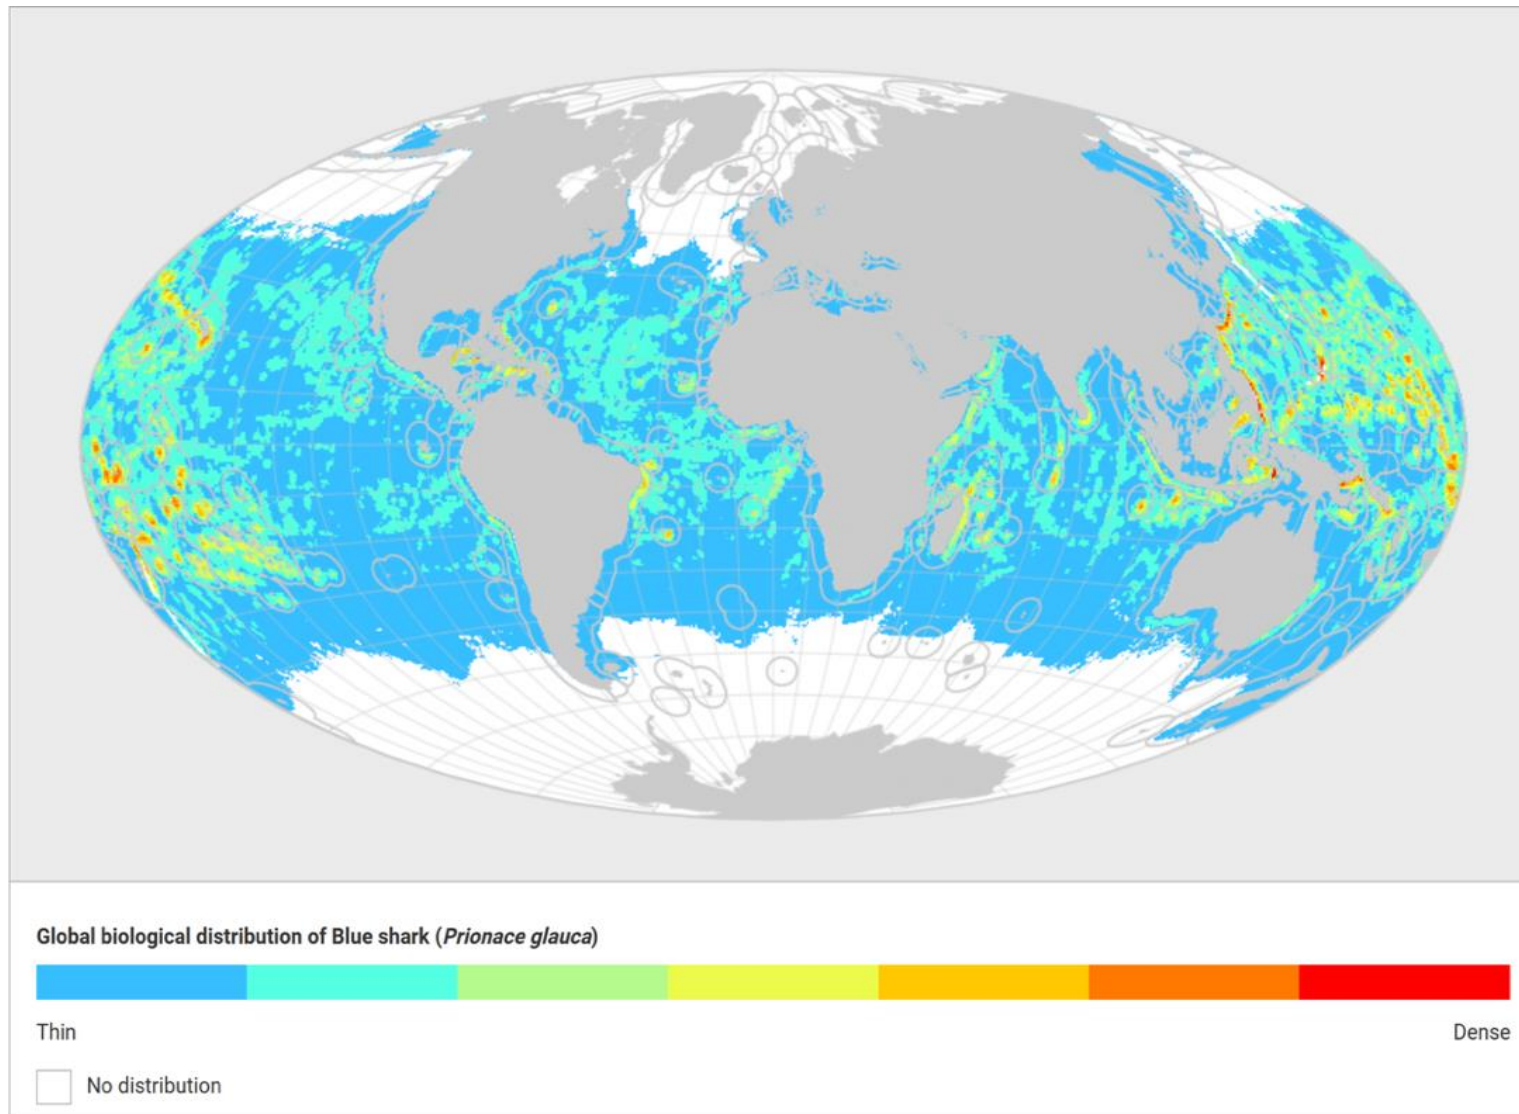 Global biological distribution of Blue shark (Prionace glauca)
Thin
Dense
No distribution